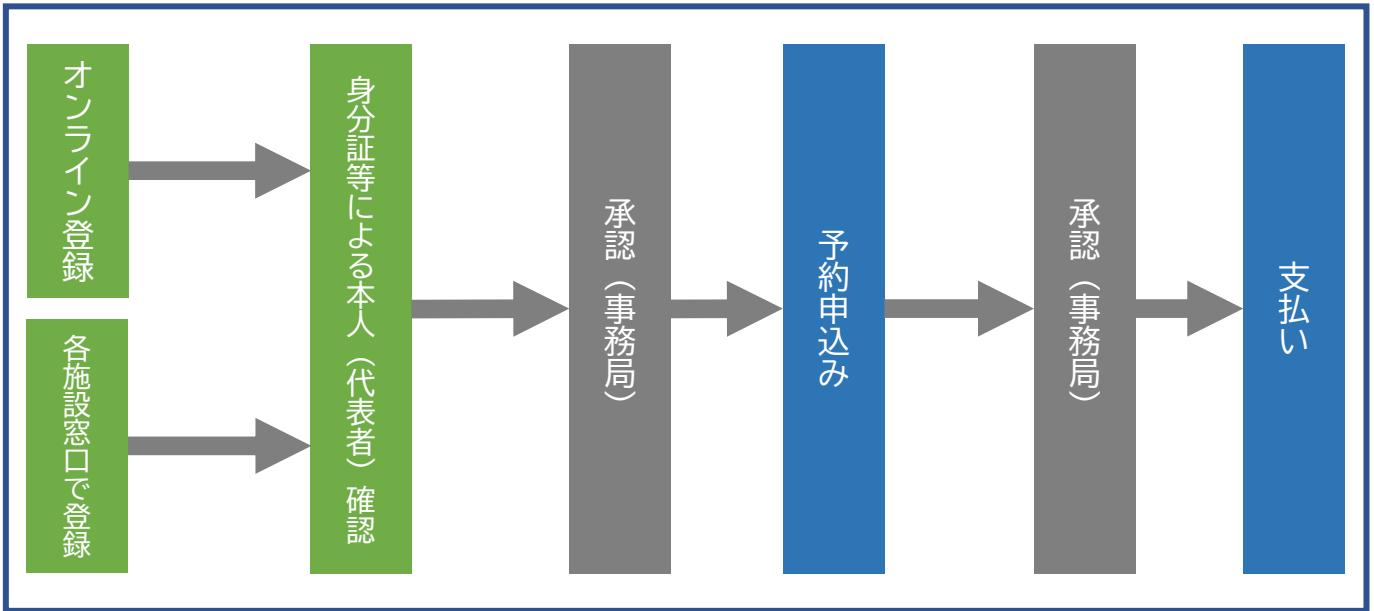 オンライン登録
各施設窓口で登録
身分証等による本人（代表者）確認
承認（事務局）
予約申込み
承認（事務局）
支払い